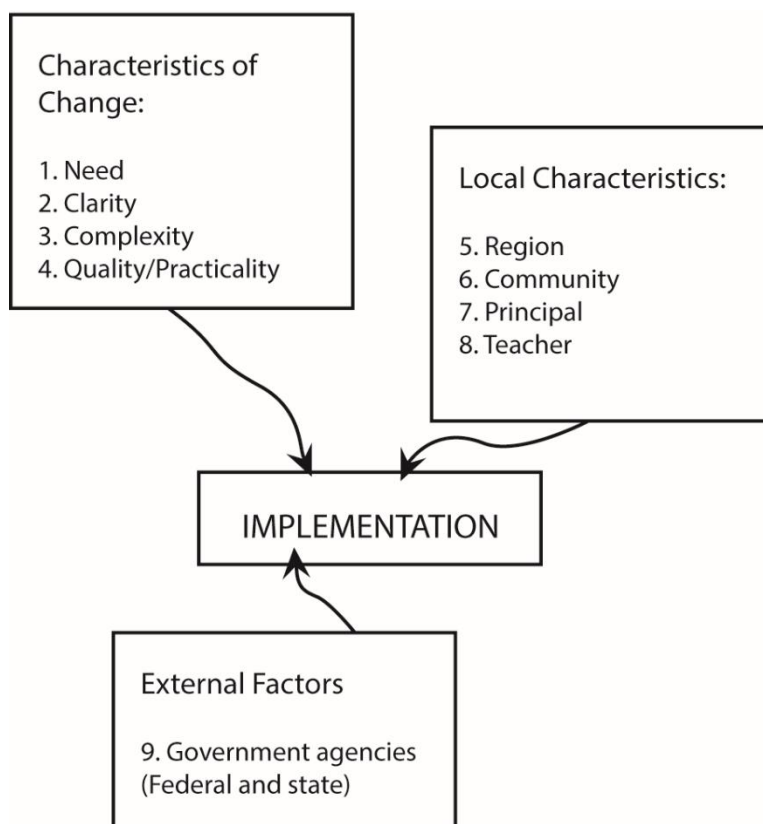 Characteristics of
Change:
1. Need
2. Clarity
3. Complexity
4. Quality/Practicality
Local Characteristics:
5. Region
6. Community
7. Principal
8. Teacher
IMPLEMENTATION
External Factors
9. Government agencies
(Federal and state)